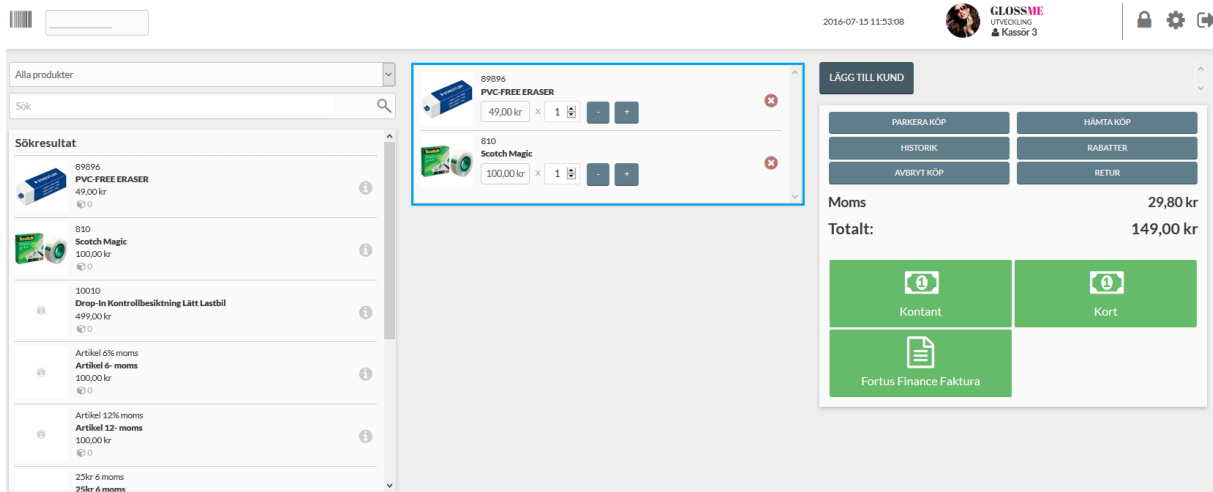 2016-07-15 11:53:08
GLOSSME
UTVECKLING
Kassör 3
Alla produkter
Sök
Sökresultat
89896
PVC-FREE ERASER
49,00 kr
0
810
Scotch Magic
100,00 kr
0
10010
Drop-In Kontrollbesiktning Lätt Lastbil
499,00 kr
0
Artikel 6% moms
Artikel 6- moms
100,00 kr
0
Artikel 12% moms
Artikel 12- moms
100,00 kr
0
25kr 6 moms
25kr 6 moms
89896
PVC-FREE ERASER
49,00 kr × 1 - +
810
Scotch Magic
100,00 kr × 1 - +
LÄGG TILL KUND
PARKERA KÖP HÄMTA KÖP
HISTORIK RABATTER
AVBRYT KÖP RETUR
Moms 29,80 kr
Totalt: 149,00 kr
Kontant Kort
Fortus Finance Faktura